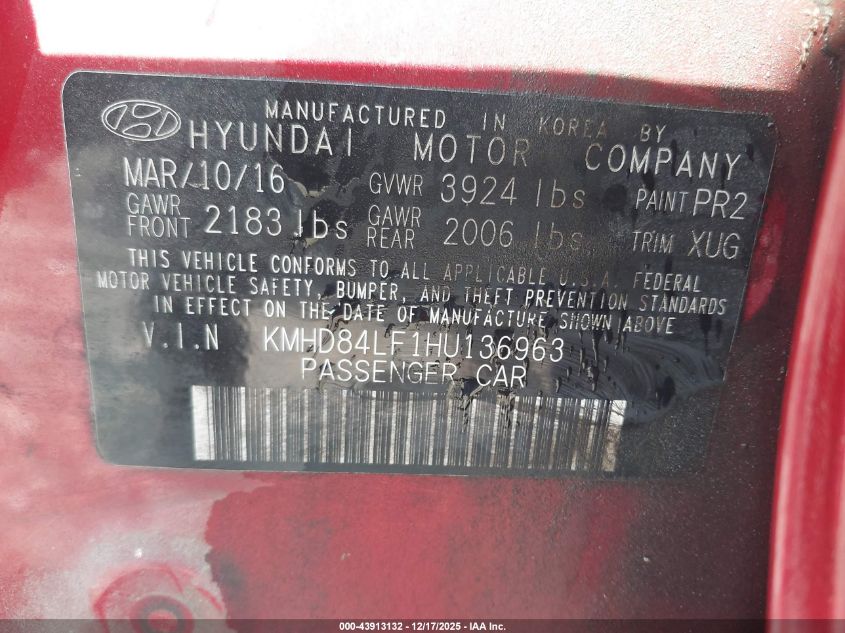 MANUFACTURED IN KOREA BY
HYUNDAI MOTOR COMPANY
MAR/10/16 GVWR 3924 lbs PAINT PR2
GAWR FRONT 2183 lbs GAWR REAR 2006 lbs TRIM XUG
THIS VEHICLE CONFORMS TO ALL APPLICABLE U.S.A. FEDERAL
MOTOR VEHICLE SAFETY, BUMPER, AND THEFT PREVENTION STANDARDS
IN EFFECT ON THE DATE OF MANUFACTURE SHOWN ABOVE.
V.I.N KMHD84LF1HU136963
PASSENGER CAR
000-43913132 - 12/17/2025 - IAA Inc.